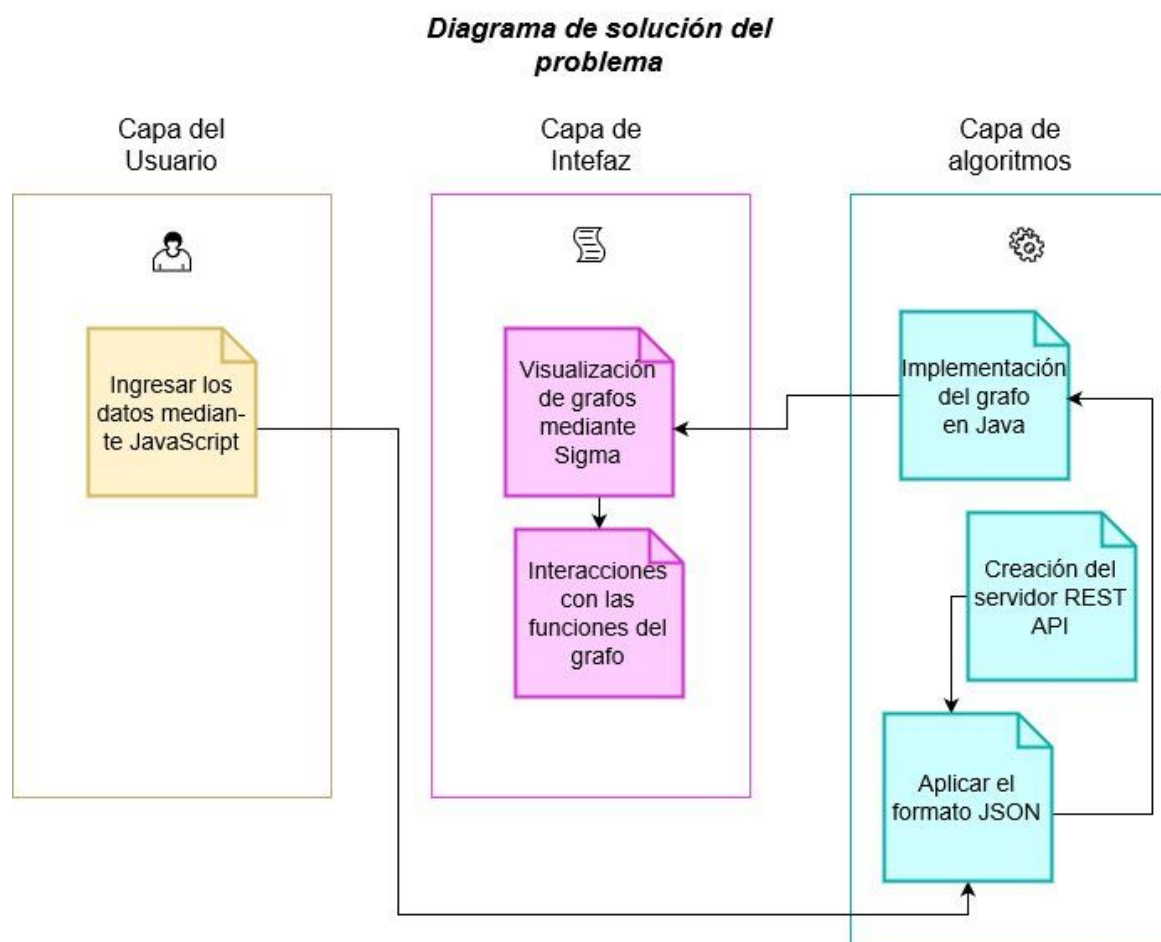 Diagrama de solución del
problema
Capa del
Usuario
Capa de
Intefaz
Capa de
algoritmos
Ingresar los
datos median-
te JavaScript
Visualización
de grafos
mediante
Sigma
Interacciones
con las
funciones del
grafo
Implementación
del grafo
en Java
Creación del
servidor REST
API
Aplicar el
formato JSON